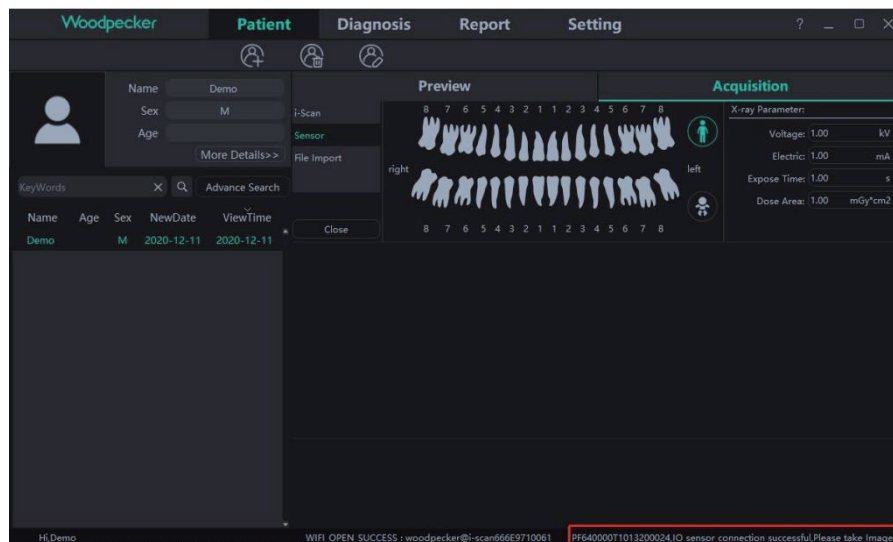 Woodpecker Patient Diagnosis Report Setting ?
Name Demo
Sex M
Age
More Details>>
KeyWords Advance Search
Name Age Sex NewDate ViewTime
Demo M 2020-12-11 2020-12-11
Preview Acquisition
i-Scan
Sensor
File Import
Close
8 7 6 5 4 3 2 1 1 2 3 4 5 6 7 8
right left
8 7 6 5 4 3 2 1 1 2 3 4 5 6 7 8
X-ray Parameter:
Voltage: 1.00 kV
Electric: 1.00 mA
Expose Time: 1.00 s
Dose Area: 1.00 mGy*cm2
Hi,Demo WIFI OPEN SUCCESS : woodpecker@i-scan666E9710061 PF640000T1013200024,IO sensor connection successful,Please take Image